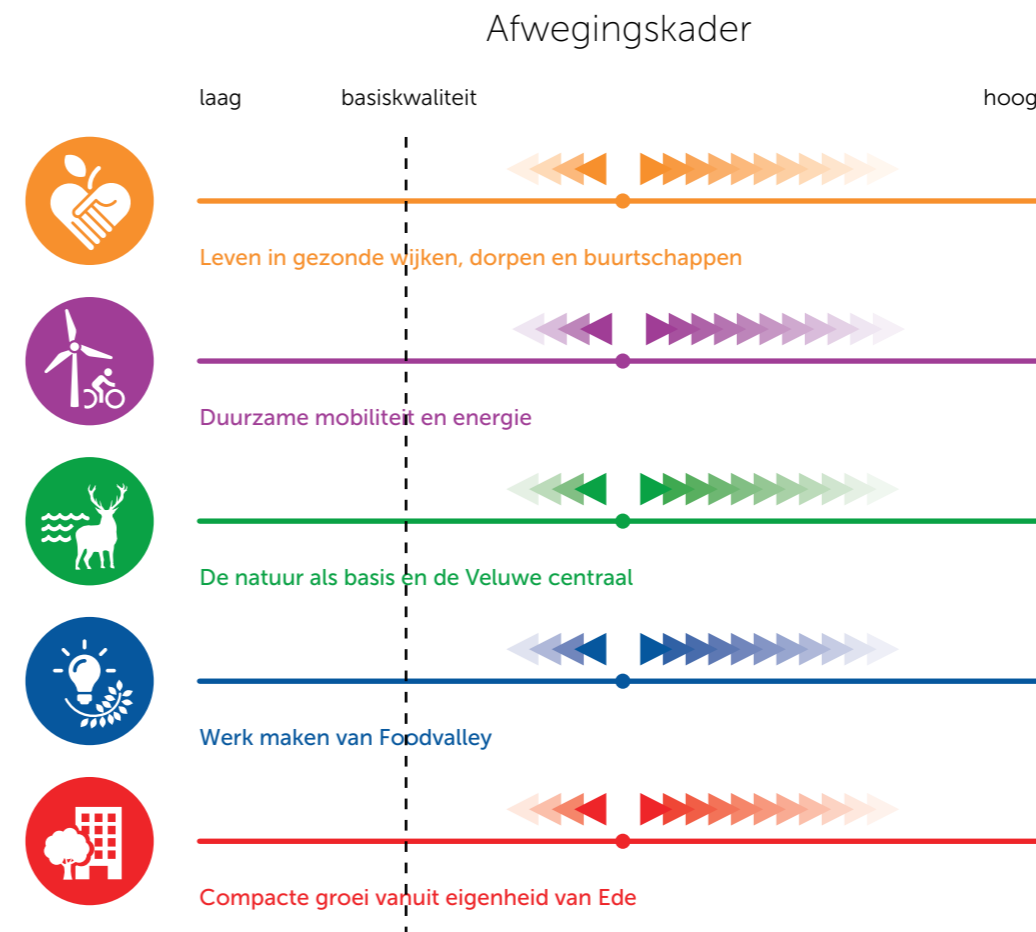 Afwegingskader
laag basiskwaliteit hoog
Leven in gezonde wijken, dorpen en buurtschappen
Duurzame mobiliteit en energie
De natuur als basis en de Veluwe centraal
Werk maken van Foodvalley
Compacte groei vanuit eigenheid van Ede